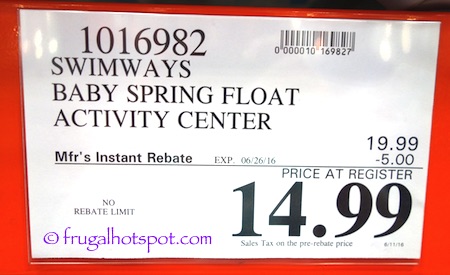 1016982
0000010 169827
SWIMWAYS
BABY SPRING FLOAT
ACTIVITY CENTER
19.99
Mfr's Instant Rebate EXP. 06/26/16 -5.00
PRICE AT REGISTER
14.99
NO
REBATE LIMIT
© frugalhotspot.com
Sales Tax on the pre-rebate price
6/11/16